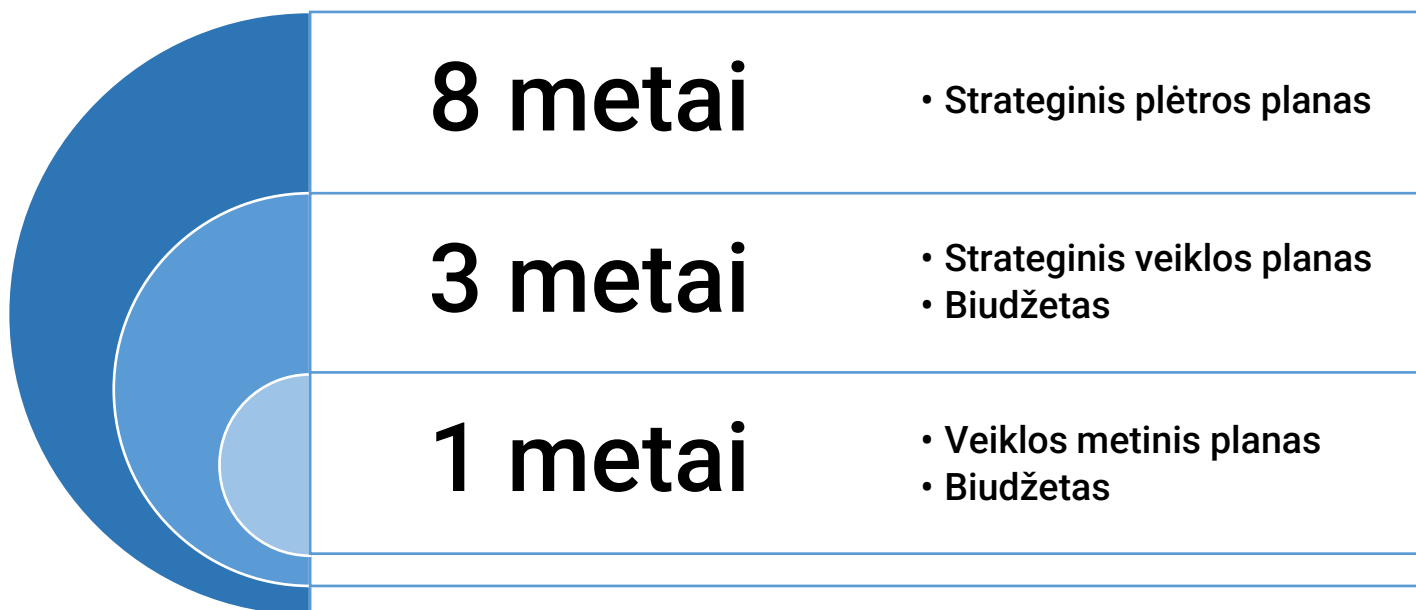 8 metai
• Strateginis plėtros planas
3 metai
• Strateginis veiklos planas
• Biudžetas
1 metai
• Veiklos metinis planas
• Biudžetas